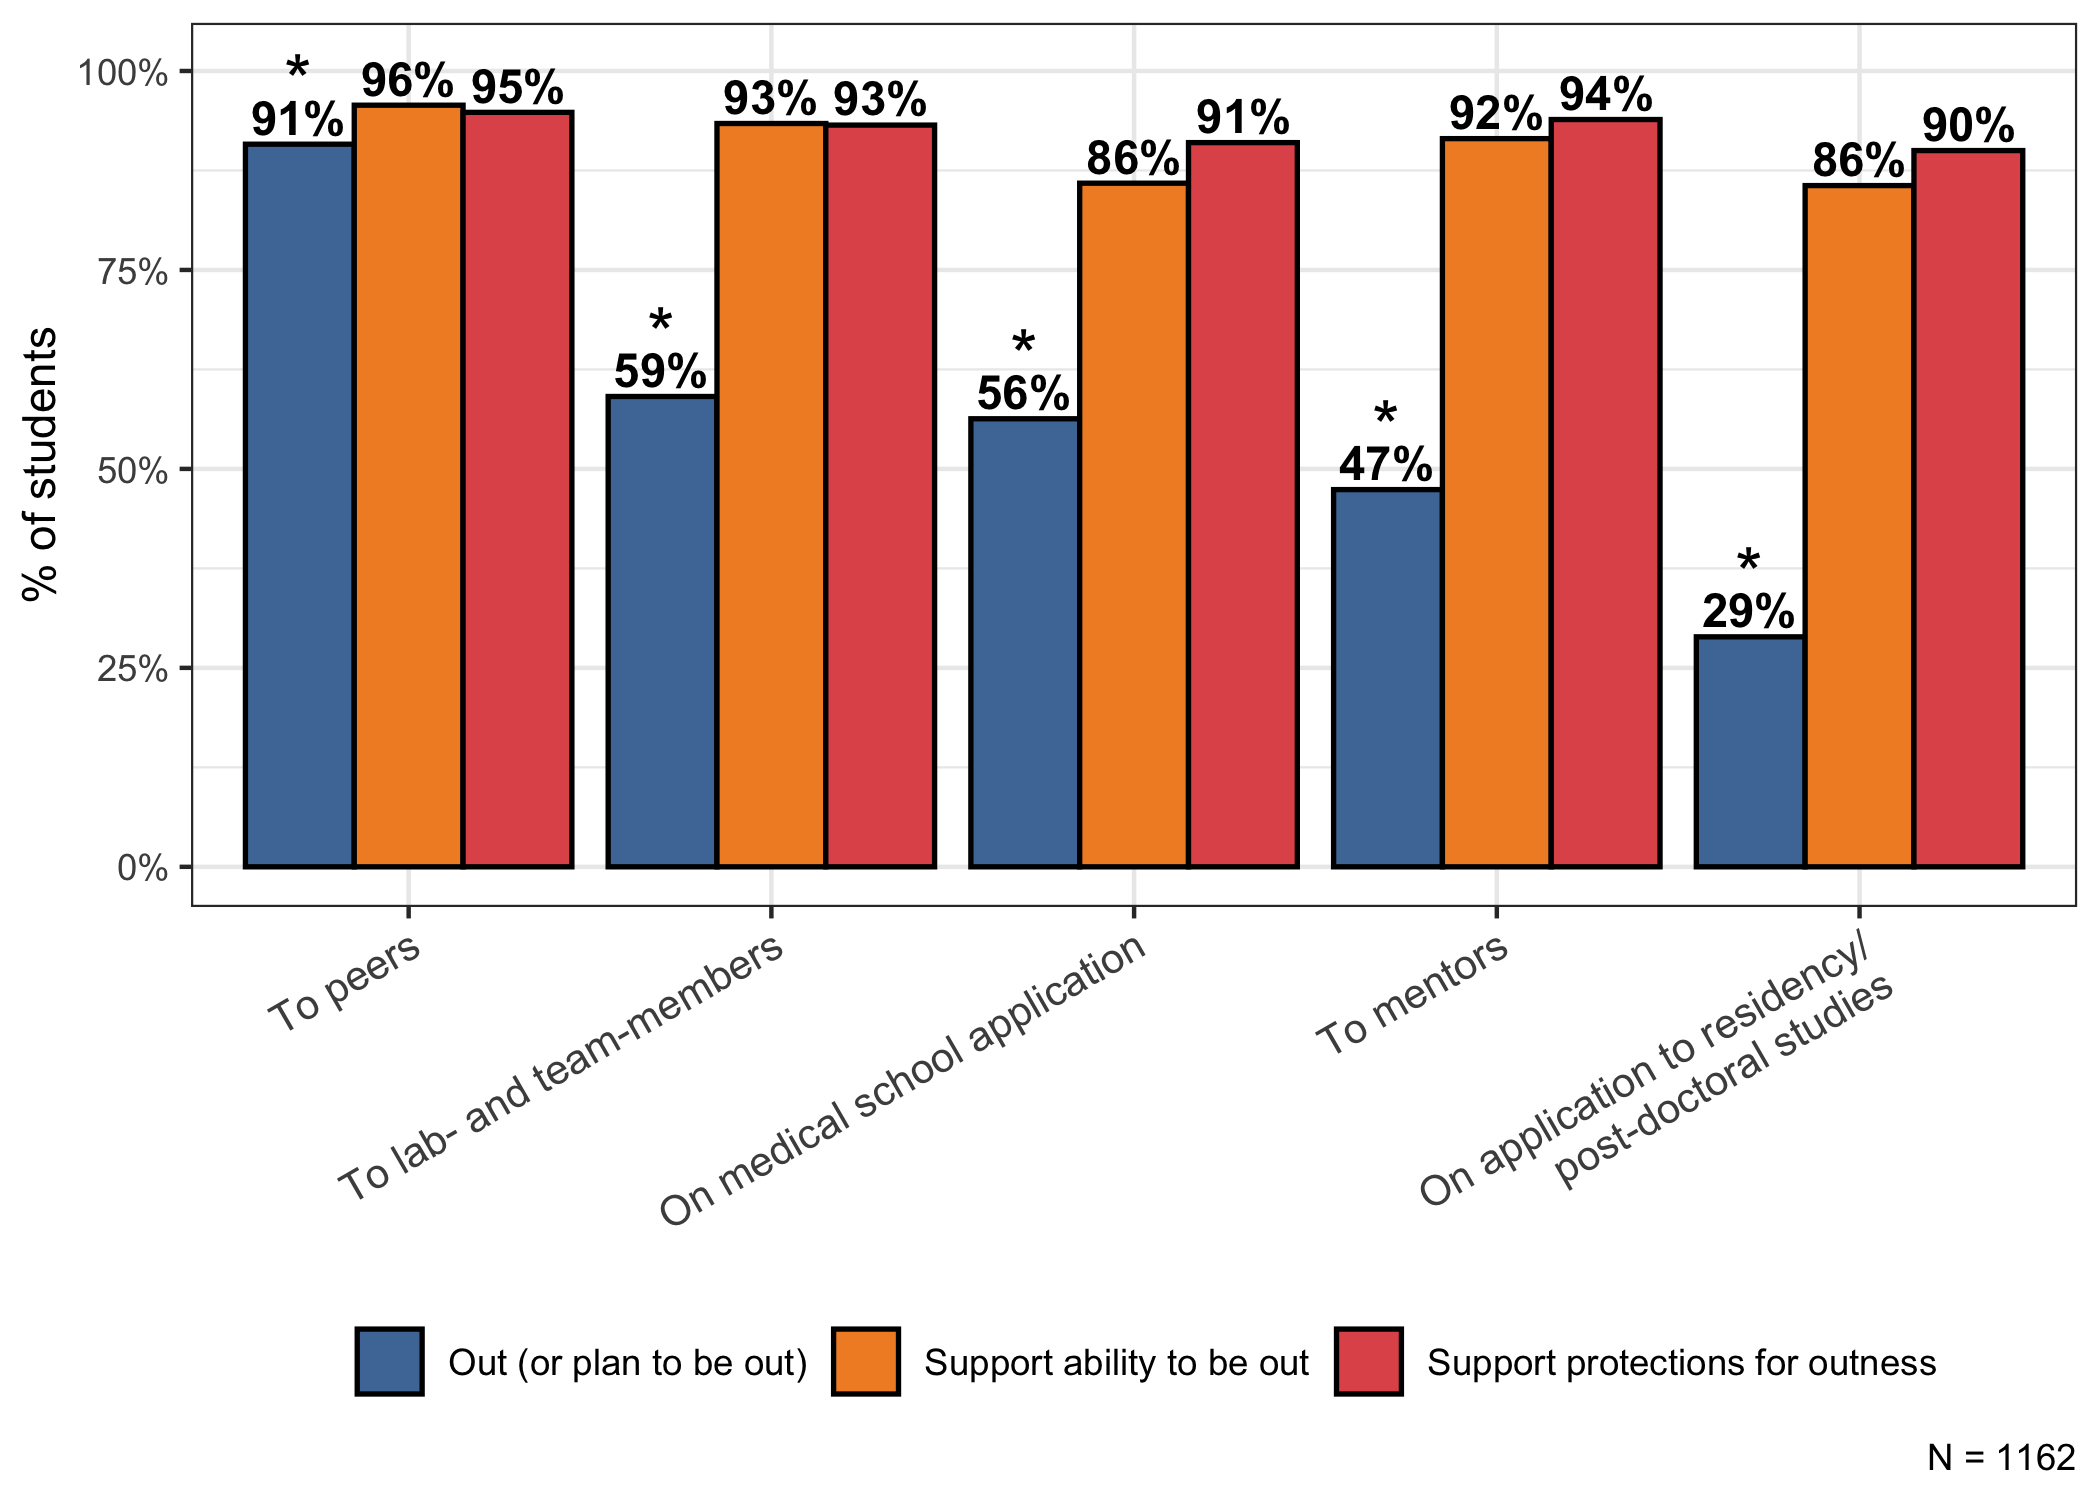 % of students
100%
75%
50%
25%
0%
*
91%
96%
95%
*
59%
93%
93%
*
56%
86%
91%
*
47%
92%
94%
*
29%
86%
90%
To peers
To lab- and team-members
On medical school application
To mentors
On application to residency/
post-doctoral studies
Out (or plan to be out)
Support ability to be out
Support protections for outness
N = 1162